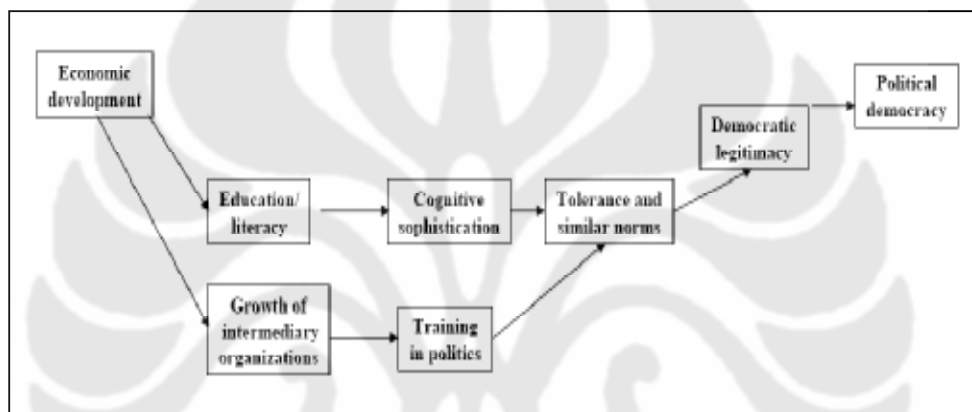 Economic
development
Political
democracy
Democratic
legitimacy
Education/
literacy
Cognitive
sophistication
Tolerance and
similar norms
Growth of
intermediary
organizations
Training
in politics